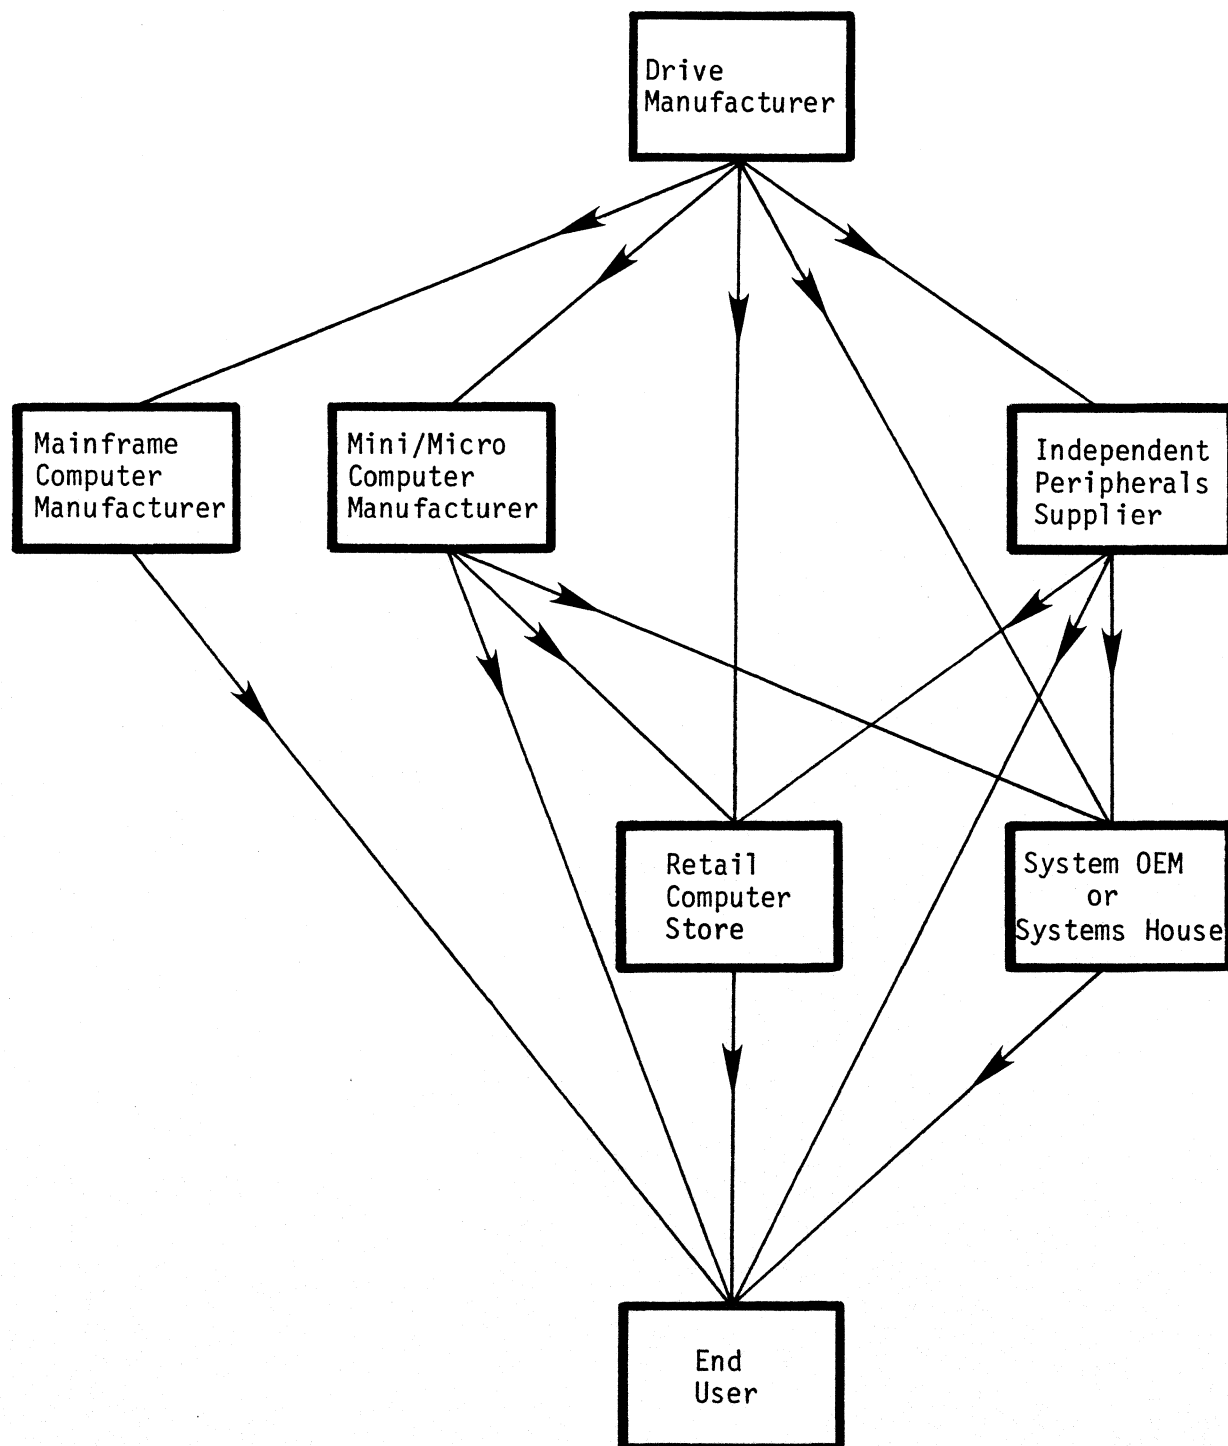 Drive
Manufacturer
Mainframe
Computer
Manufacturer
Mini/Micro
Computer
Manufacturer
Independent
Peripherals
Supplier
Retail
Computer
Store
System OEM
or
Systems House
End
User